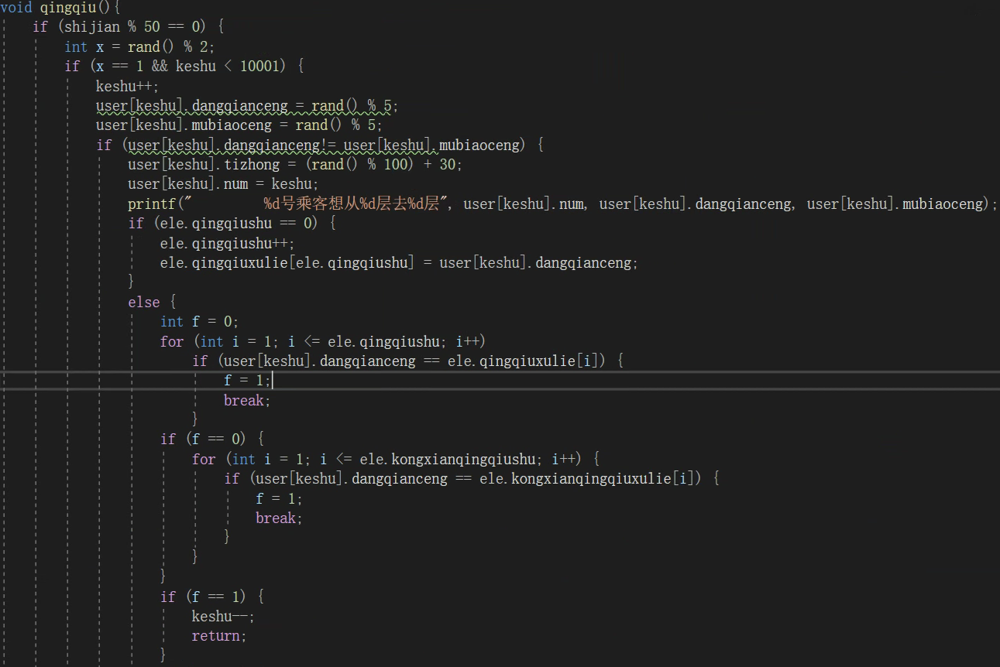 void qingqiu(){
if (shijian % 50 == 0) {
int x = rand() % 2;
if (x == 1 && keshu < 10001) {
keshu++;
user[keshu].dangqianceng = rand() % 5;
user[keshu].mubiaoceng = rand() % 5;
if (user[keshu].dangqianceng!= user[keshu].mubiaoceng) {
user[keshu].tizhong = (rand() % 100) + 30;
user[keshu].num = keshu;
printf("          %d号乘客想从%d层去%d层", user[keshu].num, user[keshu].dangqianceng, user[keshu].mubiaoceng);
if (ele.qingqiushu == 0) {
ele.qingqiushu++;
ele.qingqiuxulie[ele.qingqiushu] = user[keshu].dangqianceng;
}
else {
int f = 0;
for (int i = 1; i <= ele.qingqiushu; i++)
if (user[keshu].dangqianceng == ele.qingqiuxulie[i]) {
f = 1;
break;
}
if (f == 0) {
for (int i = 1; i <= ele.kongxianqingqiushu; i++) {
if (user[keshu].dangqianceng == ele.kongxianqingqiuxulie[i]) {
f = 1;
break;
}
}
}
if (f == 1) {
keshu--;
return;
}